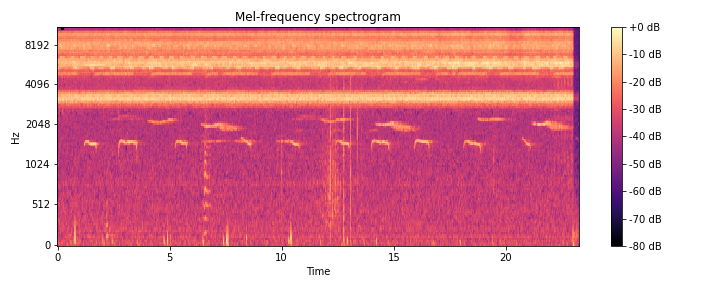 Mel-frequency spectrogram
8192
4096
2048
1024
512
0
Hz
0 5 10 15 20
Time
+0 dB
-10 dB
-20 dB
-30 dB
-40 dB
-50 dB
-60 dB
-70 dB
-80 dB